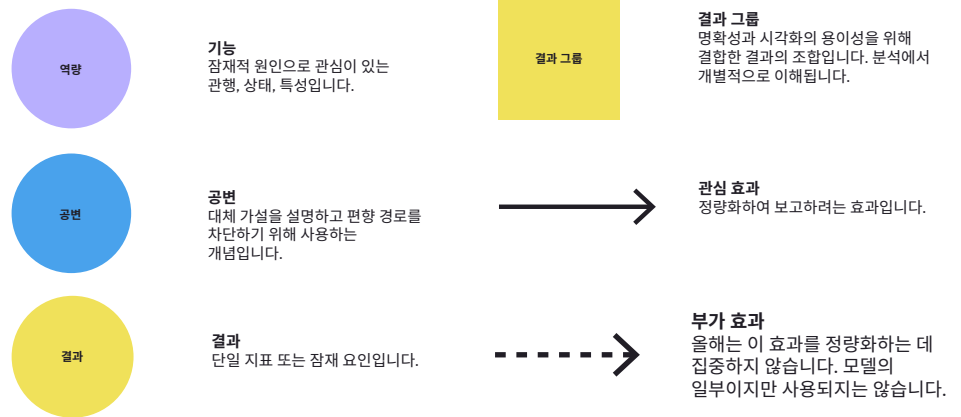 역량
기능
잠재적 원인으로 관심이 있는
관행, 상태, 특성입니다.
결과 그룹
결과 그룹
명확성과 시각화의 용이성을 위해
결합한 결과의 조합입니다. 분석에서
개별적으로 이해됩니다.
공변
공변
대체 가설을 설명하고 편향 경로를
차단하기 위해 사용하는
개념입니다.
관심 효과
정량화하여 보고하려는 효과입니다.
결과
결과
단일 지표 또는 잠재 요인입니다.
부가 효과
올해는 이 효과를 정량화하는 데
집중하지 않습니다. 모델의
일부이지만 사용되지는 않습니다.